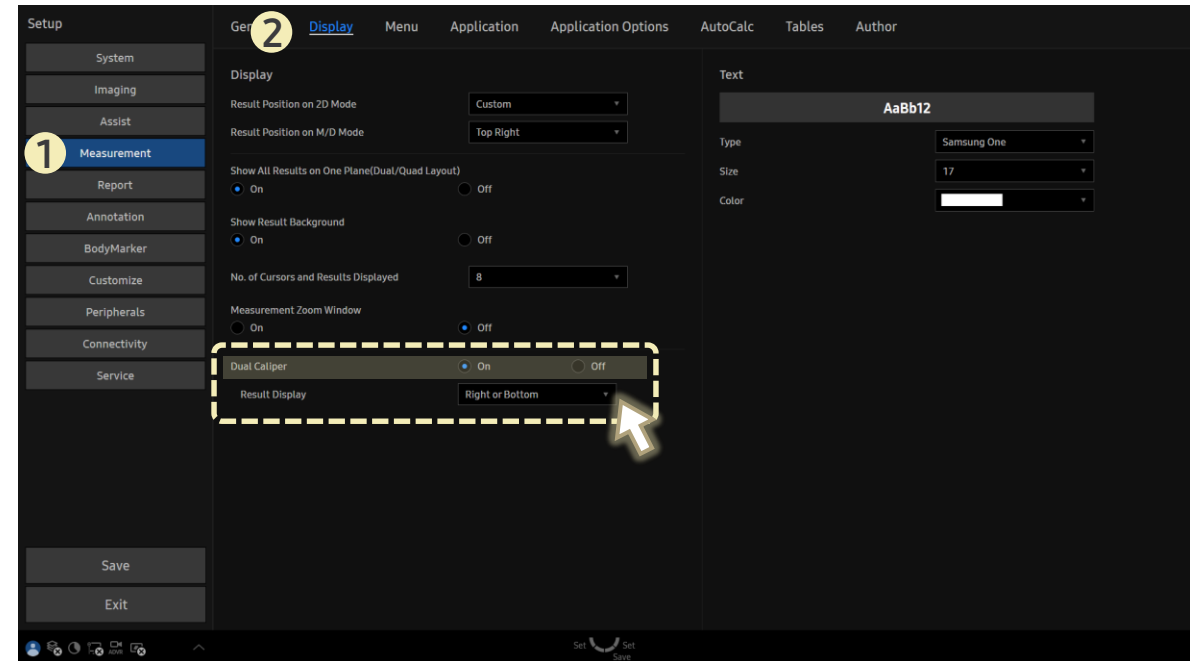 Setup
System
Imaging
Assist
1
Measurement
Report
Annotation
BodyMarker
Customize
Peripherals
Connectivity
Service
Save
Exit
2 Display Menu Application Application Options AutoCalc Tables Author
Display
Result Position on 2D Mode Custom
Result Position on M/D Mode Top Right
Show All Results on One Plane(Dual/Quad Layout)
On Off
Show Result Background
On Off
No. of Cursors and Results Displayed 8
Measurement Zoom Window
On Off
Dual Caliper On Off
Result Display Right or Bottom
Text
AaBb12
Type Samsung One
Size 17
Color
Set Set
Save